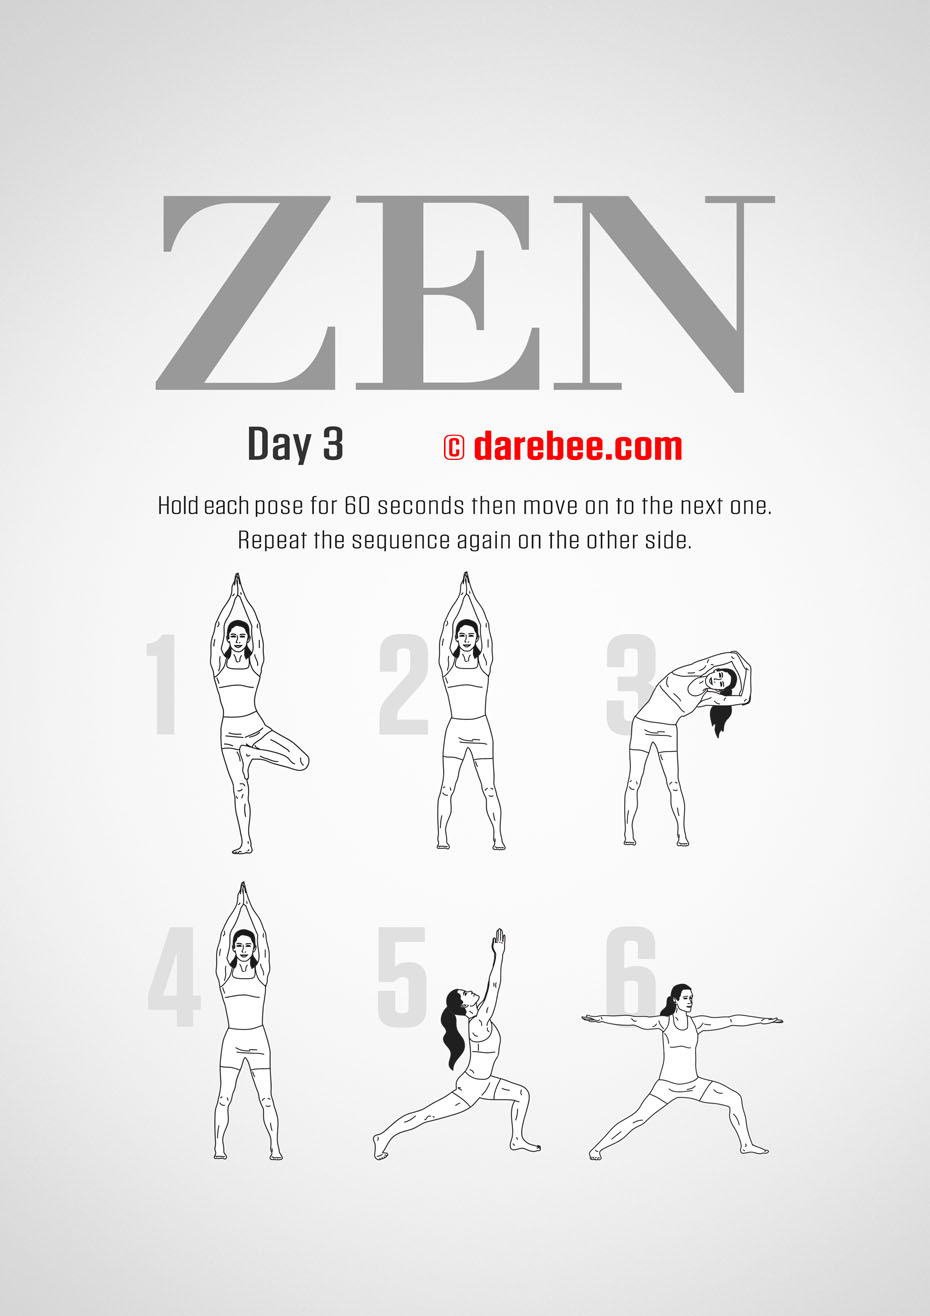 ZEN
Day 3
© darebee.com
Hold each pose for 60 seconds then move on to the next one.
Repeat the sequence again on the other side.
1
2
3
4
5
6